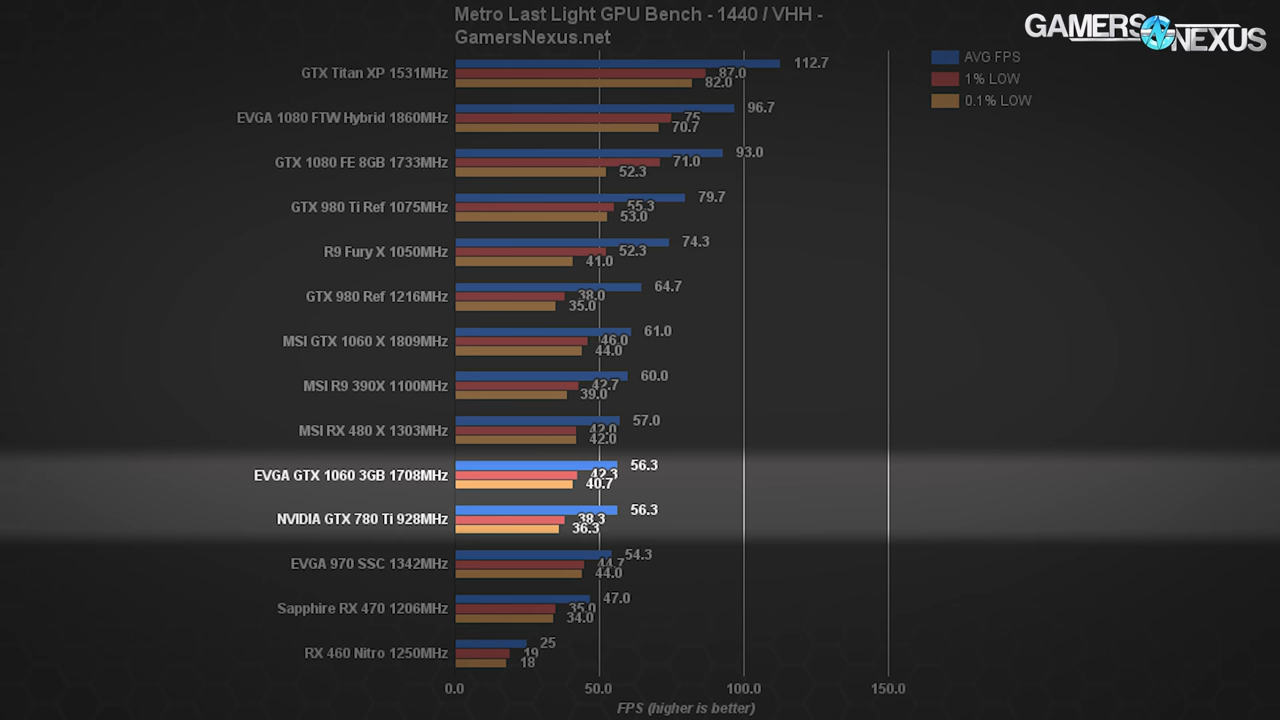 Metro Last Light GPU Bench - 1440 / VHH -
GamersNexus.net
GAMERS NEXUS
AVG FPS
1% LOW
0.1% LOW
GTX Titan XP 1531MHz
112.7
87.0
82.0
EVGA 1080 FTW Hybrid 1860MHz
96.7
75
70.7
GTX 1080 FE 8GB 1733MHz
93.0
71.0
52.3
GTX 980 Ti Ref 1075MHz
79.7
55.3
53.0
R9 Fury X 1050MHz
74.3
52.3
41.0
GTX 980 Ref 1216MHz
64.7
38.0
35.0
MSI GTX 1060 X 1809MHz
61.0
46.0
44.0
MSI R9 390X 1100MHz
60.0
42.7
39.0
MSI RX 480 X 1303MHz
57.0
42.0
42.0
EVGA GTX 1060 3GB 1708MHz
56.3
42.3
40.7
NVIDIA GTX 780 Ti 928MHz
56.3
38.3
36.3
EVGA 970 SSC 1342MHz
54.3
44.7
44.0
Sapphire RX 470 1206MHz
47.0
35.0
34.0
RX 460 Nitro 1250MHz
25
19
18
0.0 50.0 100.0 150.0
FPS (higher is better)